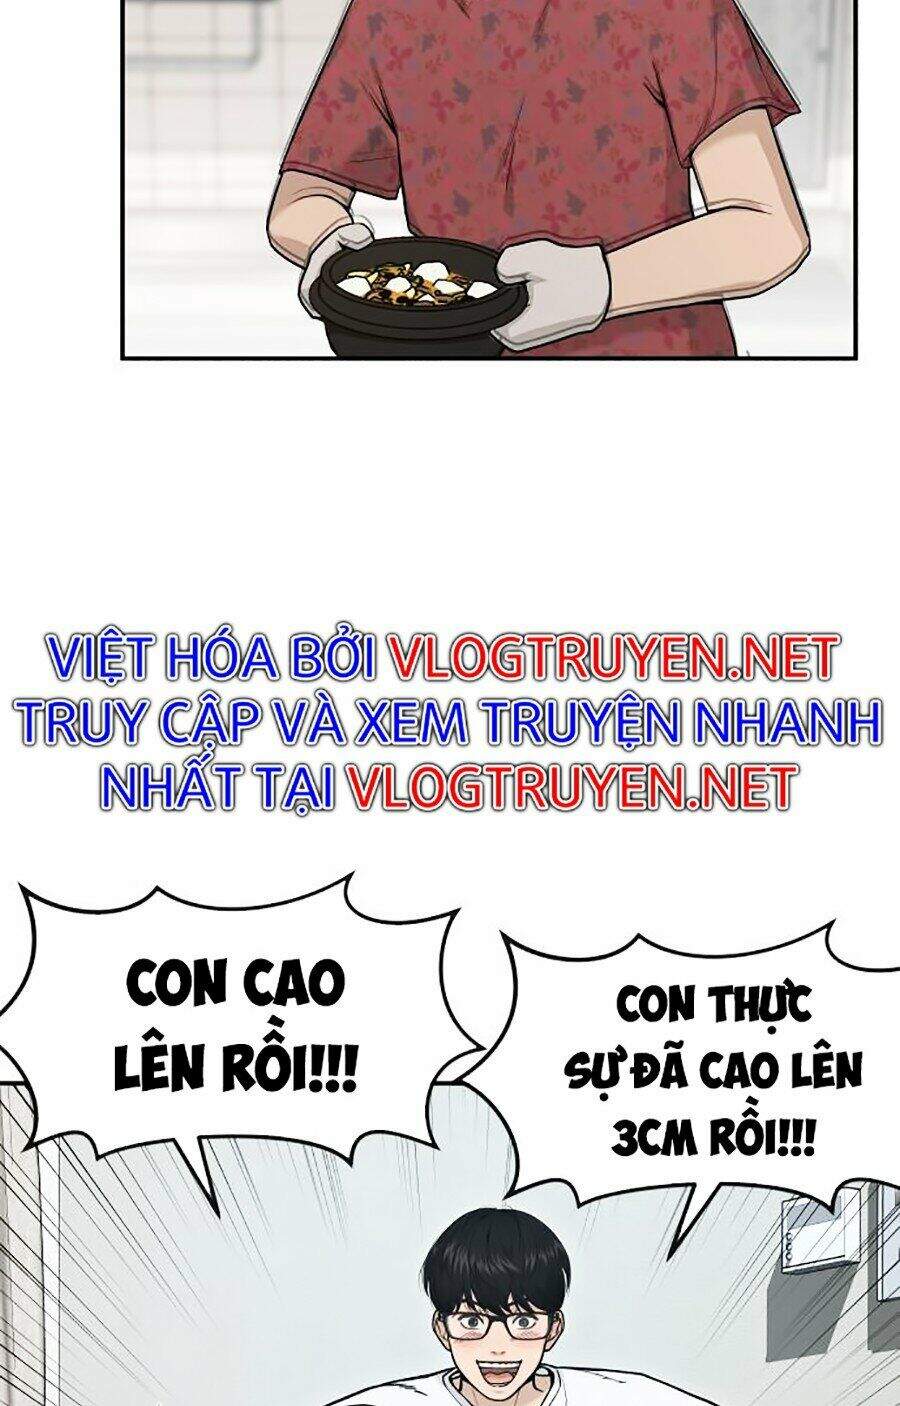 VIỆT HÓA BỞI VLOGTRUYEN.NET
TRUY CẬP VÀ XEM TRUYỆN NHANH
NHẤT TẠI VLOGTRUYEN.NET
CON CAO
LÊN RỒI!!!
CON THỰC
SỰ ĐÃ CAO LÊN
3CM RỒI!!!